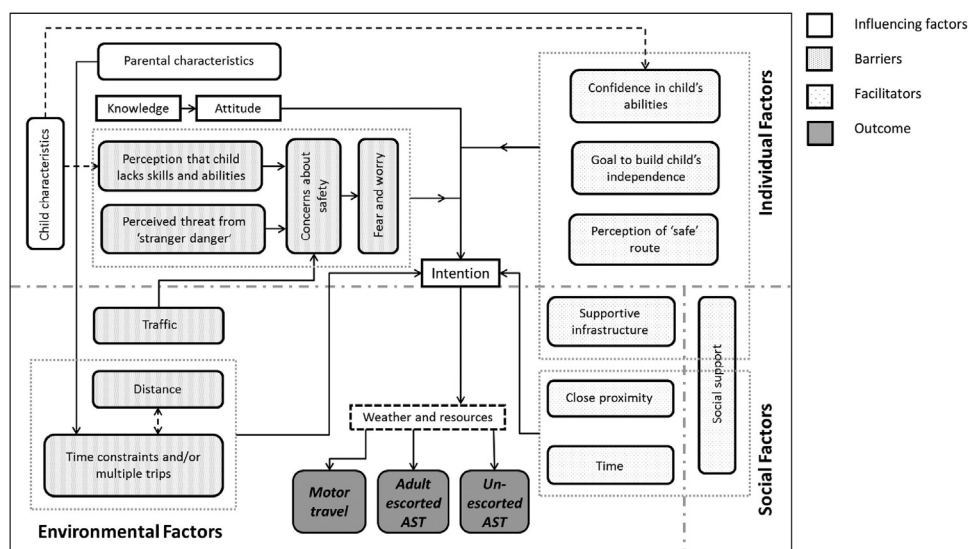 Influencing factors
Barriers
Facilitators
Outcome
Parental characteristics
Knowledge
Attitude
Child characteristics
Perception that child
lacks skills and abilities
Perceived threat from
‘stranger danger’
Concerns about
safety
Fear and worry
Confidence in child’s
abilities
Goal to build child’s
independence
Perception of ‘safe’
route
Individual Factors
Intention
Traffic
Supportive
infrastructure
Social support
Distance
Time constraints and/or
multiple trips
Weather and resources
Close proximity
Time
Motor
travel
Adult
escorted
AST
Un-
escorted
AST
Environmental Factors
Social Factors